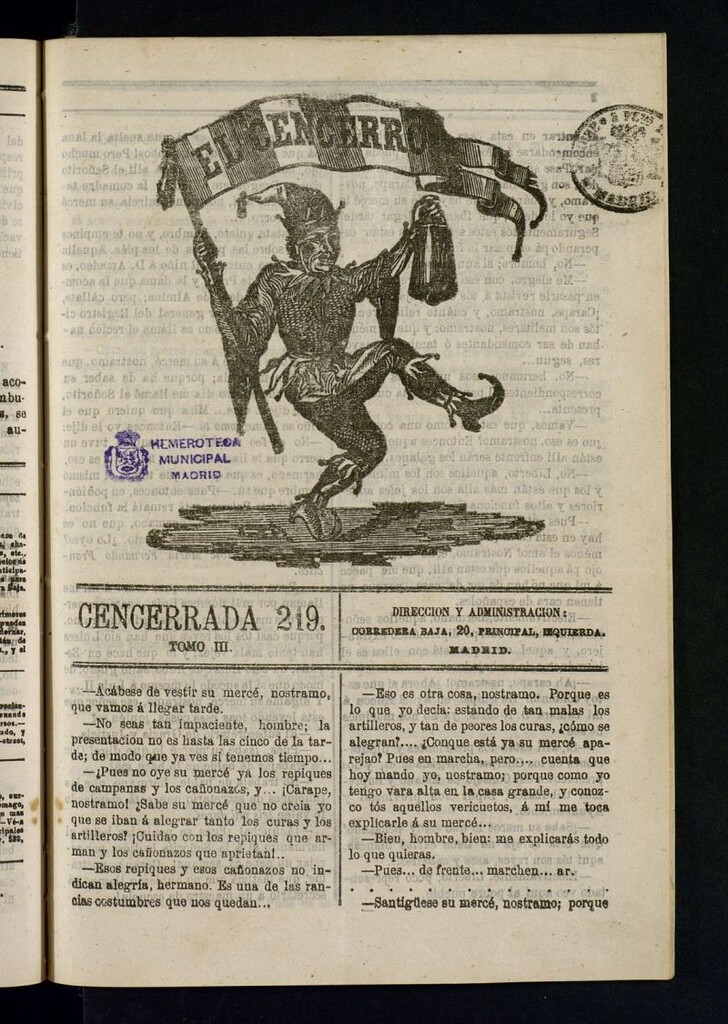 EL CENCERRO
HEMEROTECA
MUNICIPAL
MADRID
CENCERRADA 219.
TOMO III.
DIRECCION Y ADMINISTRACION:
CORREDERA BAJA, 20, PRINCIPAL, IZQUIERDA.
MADRID.
—Acábese de vestir su mercé, nostramo,
que vamos á llegar tarde.
—No seas tan impaciente, hombre; la
presentacion no es hasta las cinco de la tar-
de; de modo que ya ves si tenemos tiempo...
—¡Pues no oye su mercé ya los repiques
de campanas y los cañonazos, y... ¡Carape,
nostramo! ¿Sabe su mercé que no creia yo
que se iban á alegrar tanto los curas y los
artilleros! ¡Cuidao con los repiques que ar-
man y los cañonazos que aprietan!..
—Esos repiques y esos cañonazos no in-
dican alegría, hermano. Es una de las ran-
cias costumbres que nos quedan...
—Eso es otra cosa, nostramo. Porque es
lo que yo decia: estando de tan malas los
artilleros, y tan de peores los curas, ¿cómo se
alegran?.... ¿Conque está ya su mercé apa-
rejao? Pues en marcha, pero.... cuenta que
hoy mando yo, nostramo; porque como yo
tengo vara alta en la casa grande, y conoz-
co tós aquellos vericuetos, á mí me toca
explicarle á su mercé...
—Bien, hombre, bien: me explicarás todo
lo que quieras.
—Pues... de frente... marchen... ar.
. . . . . . . . . . . . . . . . . . . .
—Santigüese su mercé, nostramo; porque